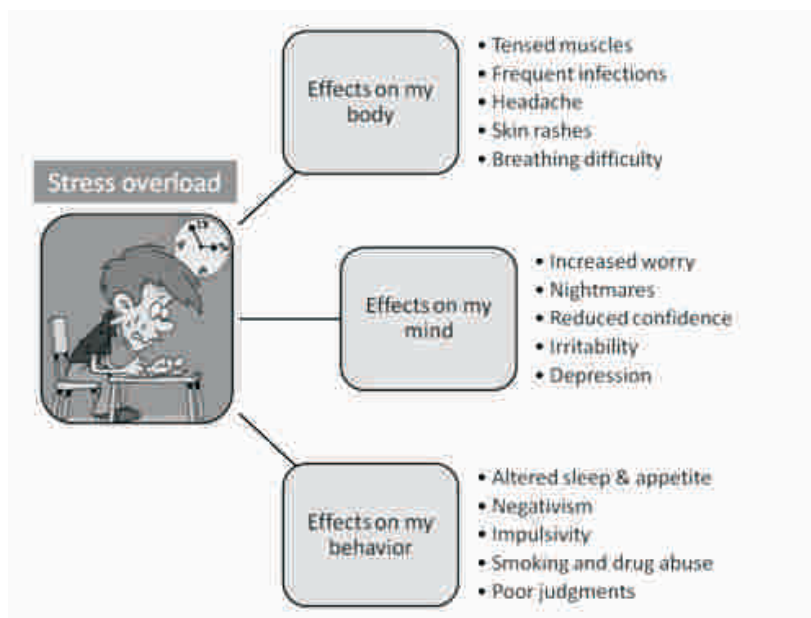 Stress overload
Effects on my
body
• Tensed muscles
• Frequent infections
• Headache
• Skin rashes
• Breathing difficulty
Effects on my
mind
• Increased worry
• Nightmares
• Reduced confidence
• Irritability
• Depression
Effects on my
behavior
• Altered sleep & appetite
• Negativism
• Impulsivity
• Smoking and drug abuse
• Poor judgments